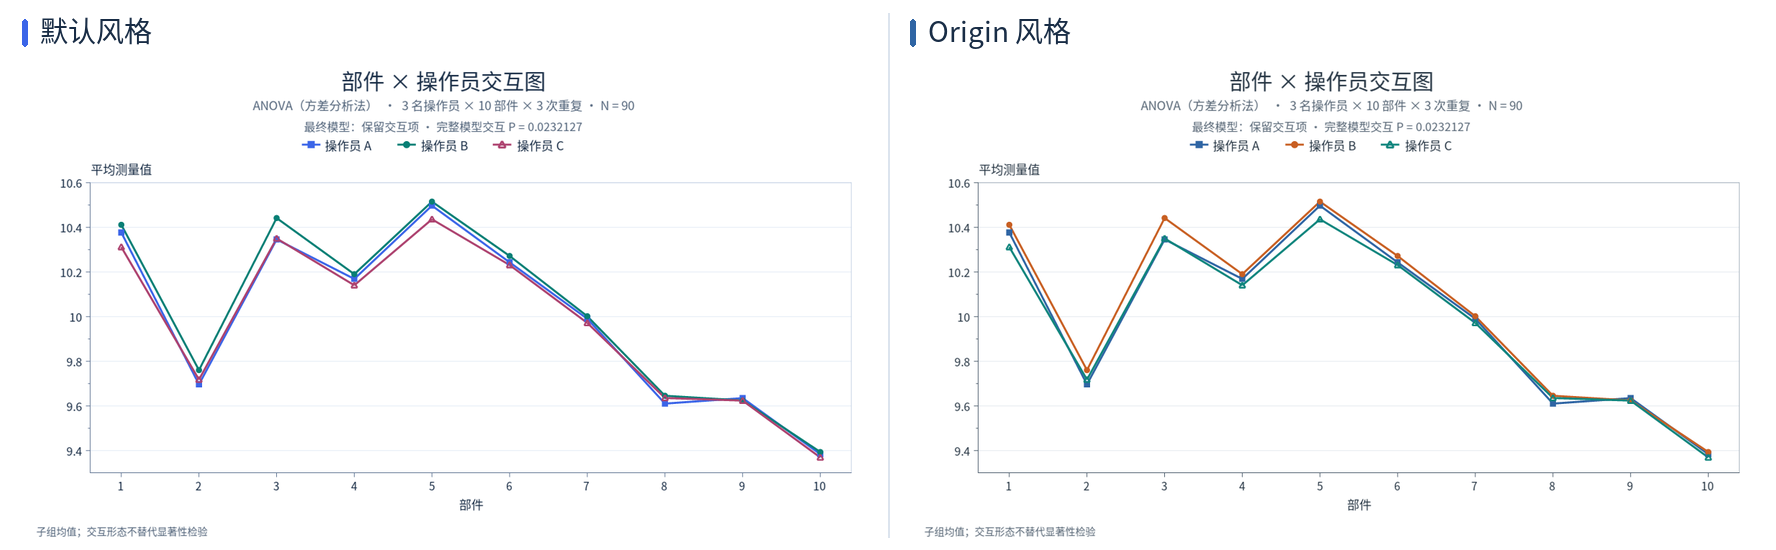 默认风格
部件 × 操作员交互图
ANOVA（方差分析法） · 3 名操作员 × 10 部件 × 3 次重复 · N = 90
最终模型：保留交互项 · 完整模型交互 P = 0.0232127
操作员 A 操作员 B 操作员 C
平均测量值
10.6
10.4
10.2
10
9.8
9.6
9.4
1 2 3 4 5 6 7 8 9 10
部件
子组均值；交互形态不替代显著性检验
Origin 风格
部件 × 操作员交互图
ANOVA（方差分析法） · 3 名操作员 × 10 部件 × 3 次重复 · N = 90
最终模型：保留交互项 · 完整模型交互 P = 0.0232127
操作员 A 操作员 B 操作员 C
平均测量值
10.6
10.4
10.2
10
9.8
9.6
9.4
1 2 3 4 5 6 7 8 9 10
部件
子组均值；交互形态不替代显著性检验